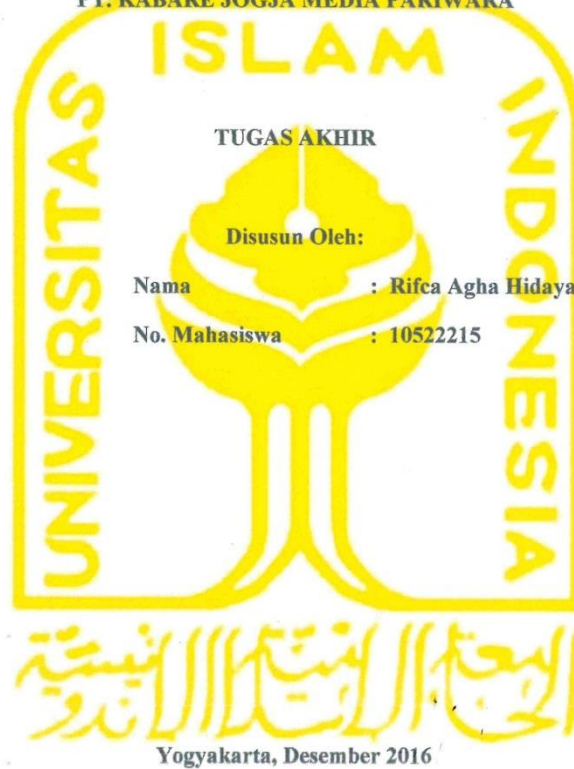 PT. KABARE JOGJA MEDIA PARIWARA
ISLAM
UNIVERSITAS
INDONESIA
TUGAS AKHIR
Disusun Oleh:
Nama : Rifca Agha Hidaya
No. Mahasiswa : 10522215
Yogyakarta, Desember 2016